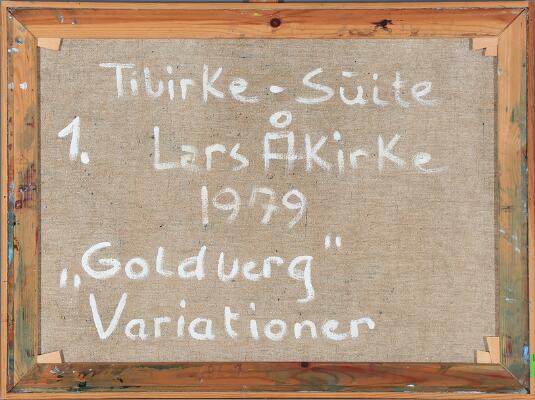 Tibirke - Süite
1. Lars Åkirke
1979
„Goldberg"
Variationer